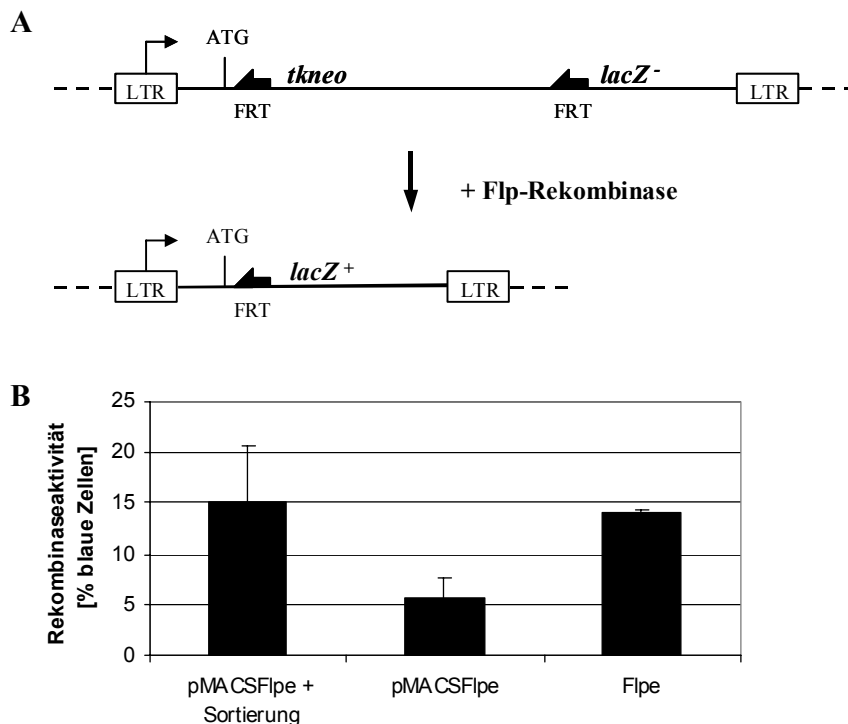 A
ATG
tkneo
lacZ -
LTR
LTR
FRT
FRT
+ Flp-Rekombinase
ATG
lacZ +
LTR
LTR
FRT
B
Rekombinaseaktivität
[% blaue Zellen]
25
20
15
10
5
0
pMACSFlpe +
Sortierung
pMACSFlpe
Flpe